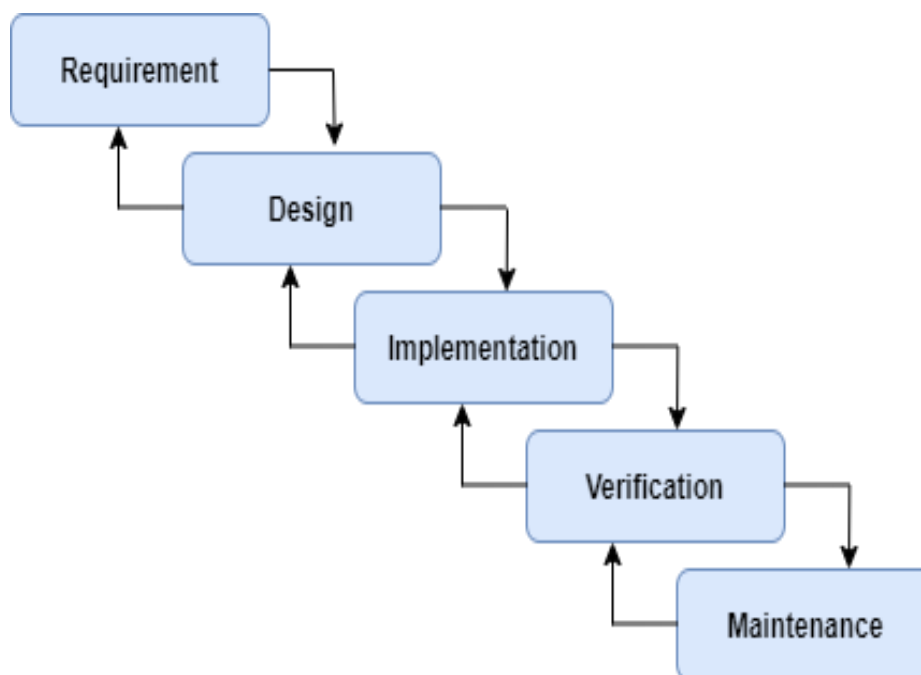 Requirement
Design
Implementation
Verification
Maintenance